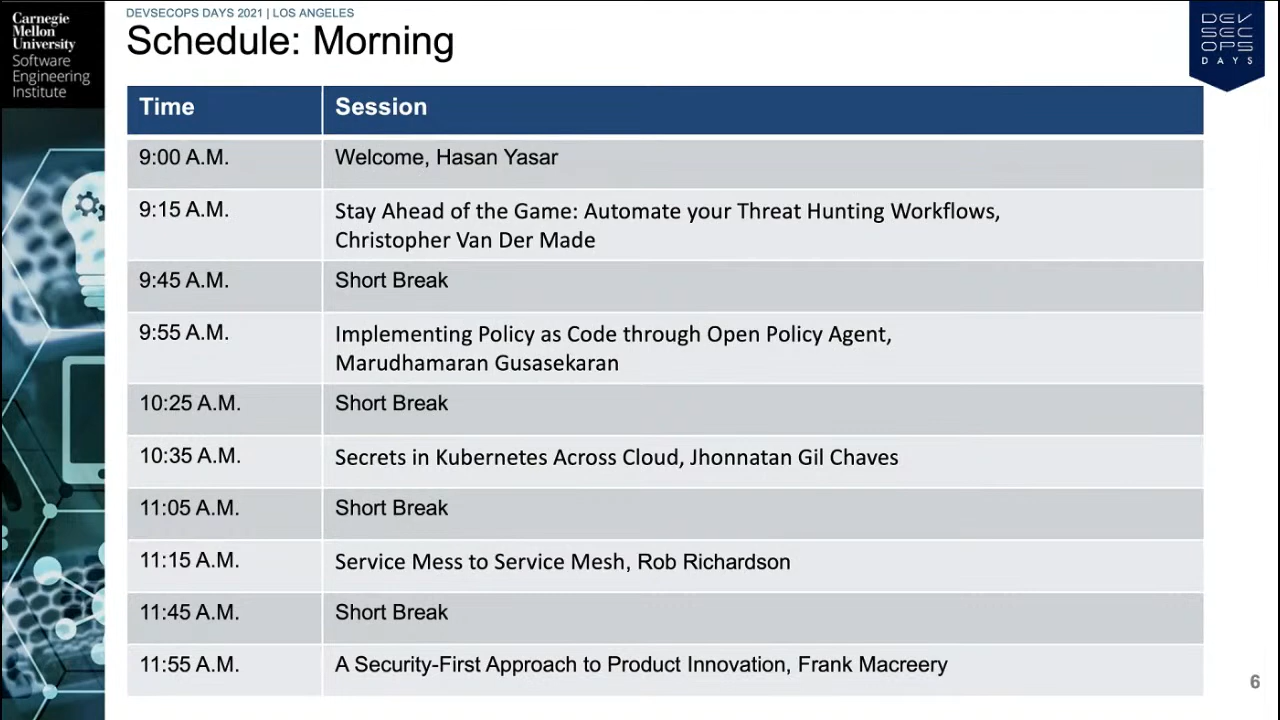 Carnegie
Mellon
University
Software
Engineering
Institute
DEVSECOPS DAYS 2021 | LOS ANGELES
Schedule: Morning
DEV
SEC
OPS
DAYS
Time Session
9:00 A.M. Welcome, Hasan Yasar
9:15 A.M. Stay Ahead of the Game: Automate your Threat Hunting Workflows,
Christopher Van Der Made
9:45 A.M. Short Break
9:55 A.M. Implementing Policy as Code through Open Policy Agent,
Marudhamaran Gusasekaran
10:25 A.M. Short Break
10:35 A.M. Secrets in Kubernetes Across Cloud, Jhonnatan Gil Chaves
11:05 A.M. Short Break
11:15 A.M. Service Mess to Service Mesh, Rob Richardson
11:45 A.M. Short Break
11:55 A.M. A Security-First Approach to Product Innovation, Frank Macreery
6